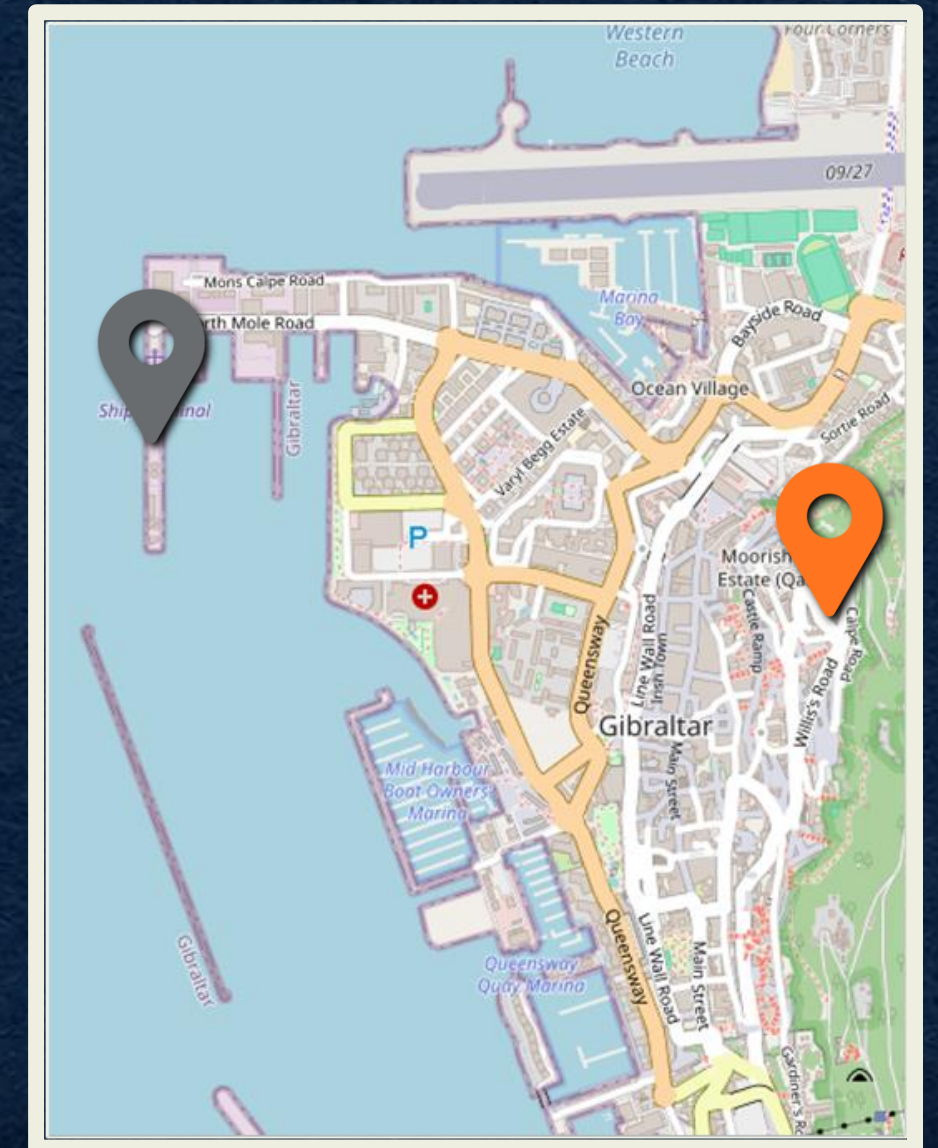 Western
Beach
Four Corners
09/27
Mons Calpe Road
rth Mole Road
Marina
Bay
Bayside Road
Ocean Village
Gibraltar
Sortie Road
Varyl Begg Estate
P
Moorish
Estate (Qa
Castle Ramp
Calpe Road
Line Wall Road
Irish Town
Queensway
Willis's Road
Gibraltar
Main Street
Mid Harbour
Boat Owners
Marina
Gibraltar
Queensway
Line Wall Road
Main Street
Queensway
Quay Marina
Gardiner's Ro